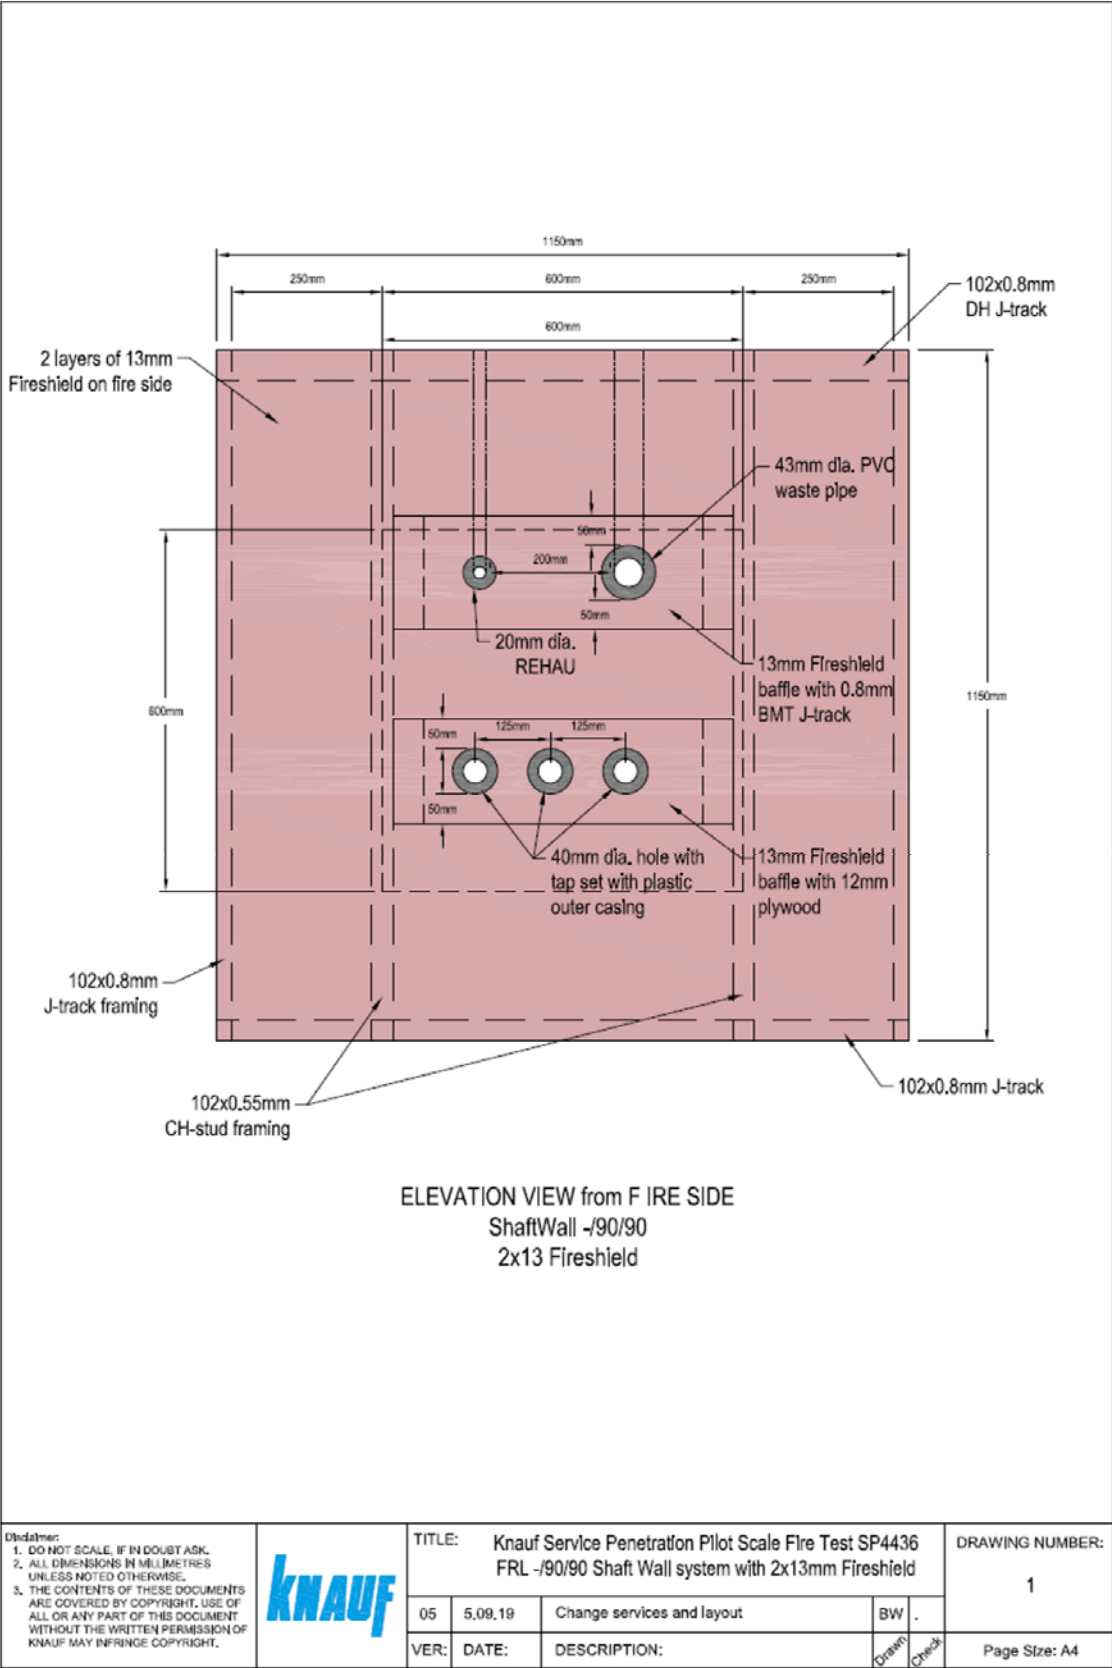 1150mm
250mm
600mm
250mm
600mm
102x0.8mm
DH J-track
2 layers of 13mm
Fireshield on fire side
43mm dia. PVC
waste pipe
50mm
200mm
50mm
20mm dia.
REHAU
13mm Fireshield
baffle with 0.8mm
BMT J-track
600mm
1150mm
50mm
125mm
125mm
50mm
40mm dia. hole with
tap set with plastic
outer casing
13mm Fireshield
baffle with 12mm
plywood
102x0.8mm
J-track framing
102x0.55mm
CH-stud framing
102x0.8mm J-track
ELEVATION VIEW from F IRE SIDE
ShaftWall -/90/90
2x13 Fireshield
Disclaimer:
1. DO NOT SCALE, IF IN DOUBT ASK.
2. ALL DIMENSIONS IN MILLIMETRES
UNLESS NOTED OTHERWISE.
3. THE CONTENTS OF THESE DOCUMENTS
ARE COVERED BY COPYRIGHT. USE OF
ALL OR ANY PART OF THIS DOCUMENT
WITHOUT THE WRITTEN PERMISSION OF
KNAUF MAY INFRINGE COPYRIGHT.
KNAUF
TITLE: Knauf Service Penetration Pilot Scale Fire Test SP4436
FRL -/90/90 Shaft Wall system with 2x13mm Fireshield
05 5.09.19 Change services and layout BW .
VER: DATE: DESCRIPTION: Drawn Check
DRAWING NUMBER:
1
Page Size: A4